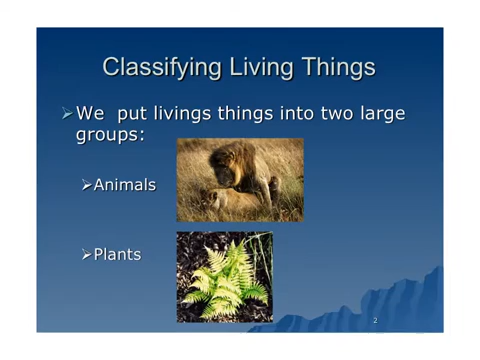 Classifying Living Things
We put livings things into two large
groups:
Animals
Plants
2